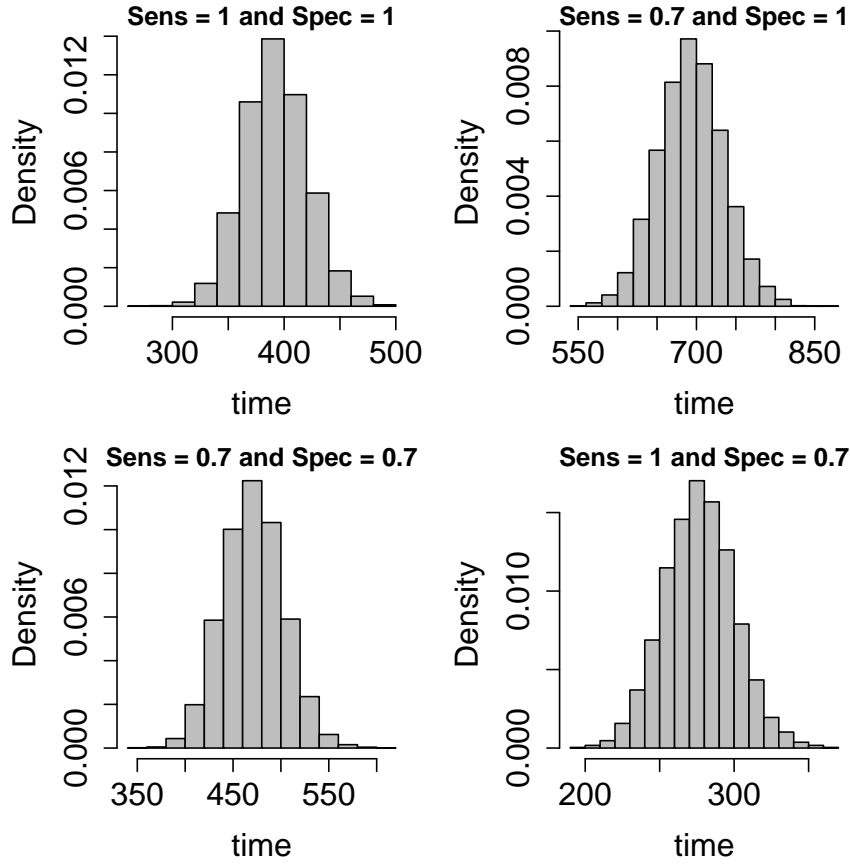 Sens = 1 and Spec = 1
Density
0.000
0.006
0.012
300
400
500
time
Sens = 0.7 and Spec = 1
Density
0.000
0.004
0.008
550
700
850
time
Sens = 0.7 and Spec = 0.7
Density
0.000
0.006
0.012
350
450
550
time
Sens = 1 and Spec = 0.7
Density
0.000
0.010
200
300
time